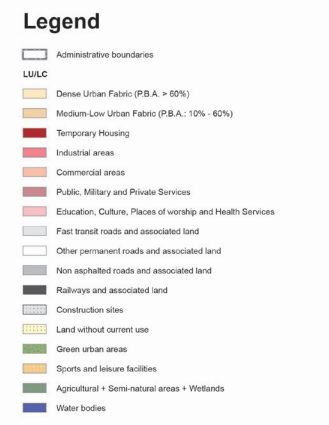 Legend
Administrative boundaries
LU/LC
Dense Urban Fabric (P.B.A. > 60%)
Medium-Low Urban Fabric (P.B.A.: 10% - 60%)
Temporary Housing
Industrial areas
Commercial areas
Public, Military and Private Services
Education, Culture, Places of worship and Health Services
Fast transit roads and associated land
Other permanent roads and associated land
Non asphalted roads and associated land
Railways and associated land
Construction sites
Land without current use
Green urban areas
Sports and leisure facilities
Agricultural + Semi-natural areas + Wetlands
Water bodies